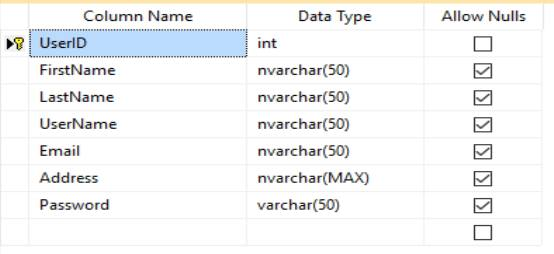 Column Name Data Type Allow Nulls
UserID int
FirstName nvarchar(50)
LastName nvarchar(50)
UserName nvarchar(50)
Email nvarchar(50)
Address nvarchar(MAX)
Password varchar(50)